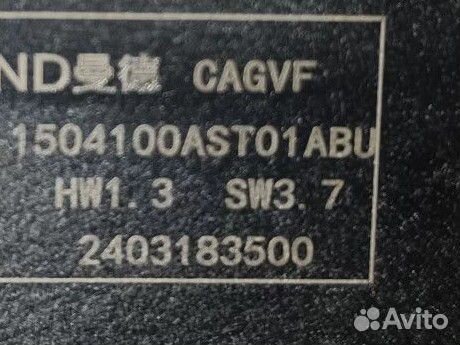 ND曼德 CAGVF
1504100AST01ABU
HW1.3 SW3.7
2403183500
Avito